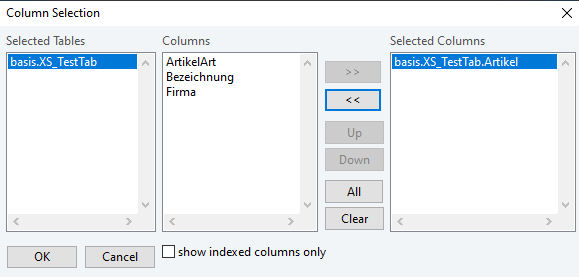 Column Selection
Selected Tables
basis.XS_TestTab
Columns
ArtikelArt
Bezeichnung
Firma
>>
<<
Up
Down
All
Clear
Selected Columns
basis.XS_TestTab.Artikel
OK
Cancel
show indexed columns only